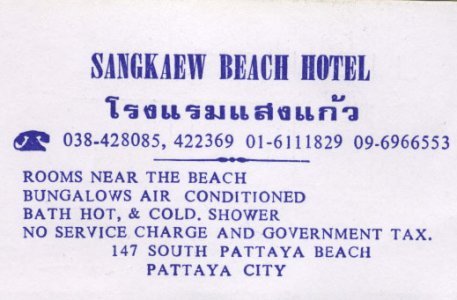 SANGKAEW BEACH HOTEL
โรงแรมแสงแก้ว
038-428085, 422369 01-6111829 09-6966553
ROOMS NEAR THE BEACH
BUNGALOWS AIR CONDITIONED
BATH HOT, & COLD. SHOWER
NO SERVICE CHARGE AND GOVERNMENT TAX.
147 SOUTH PATTAYA BEACH
PATTAYA CITY